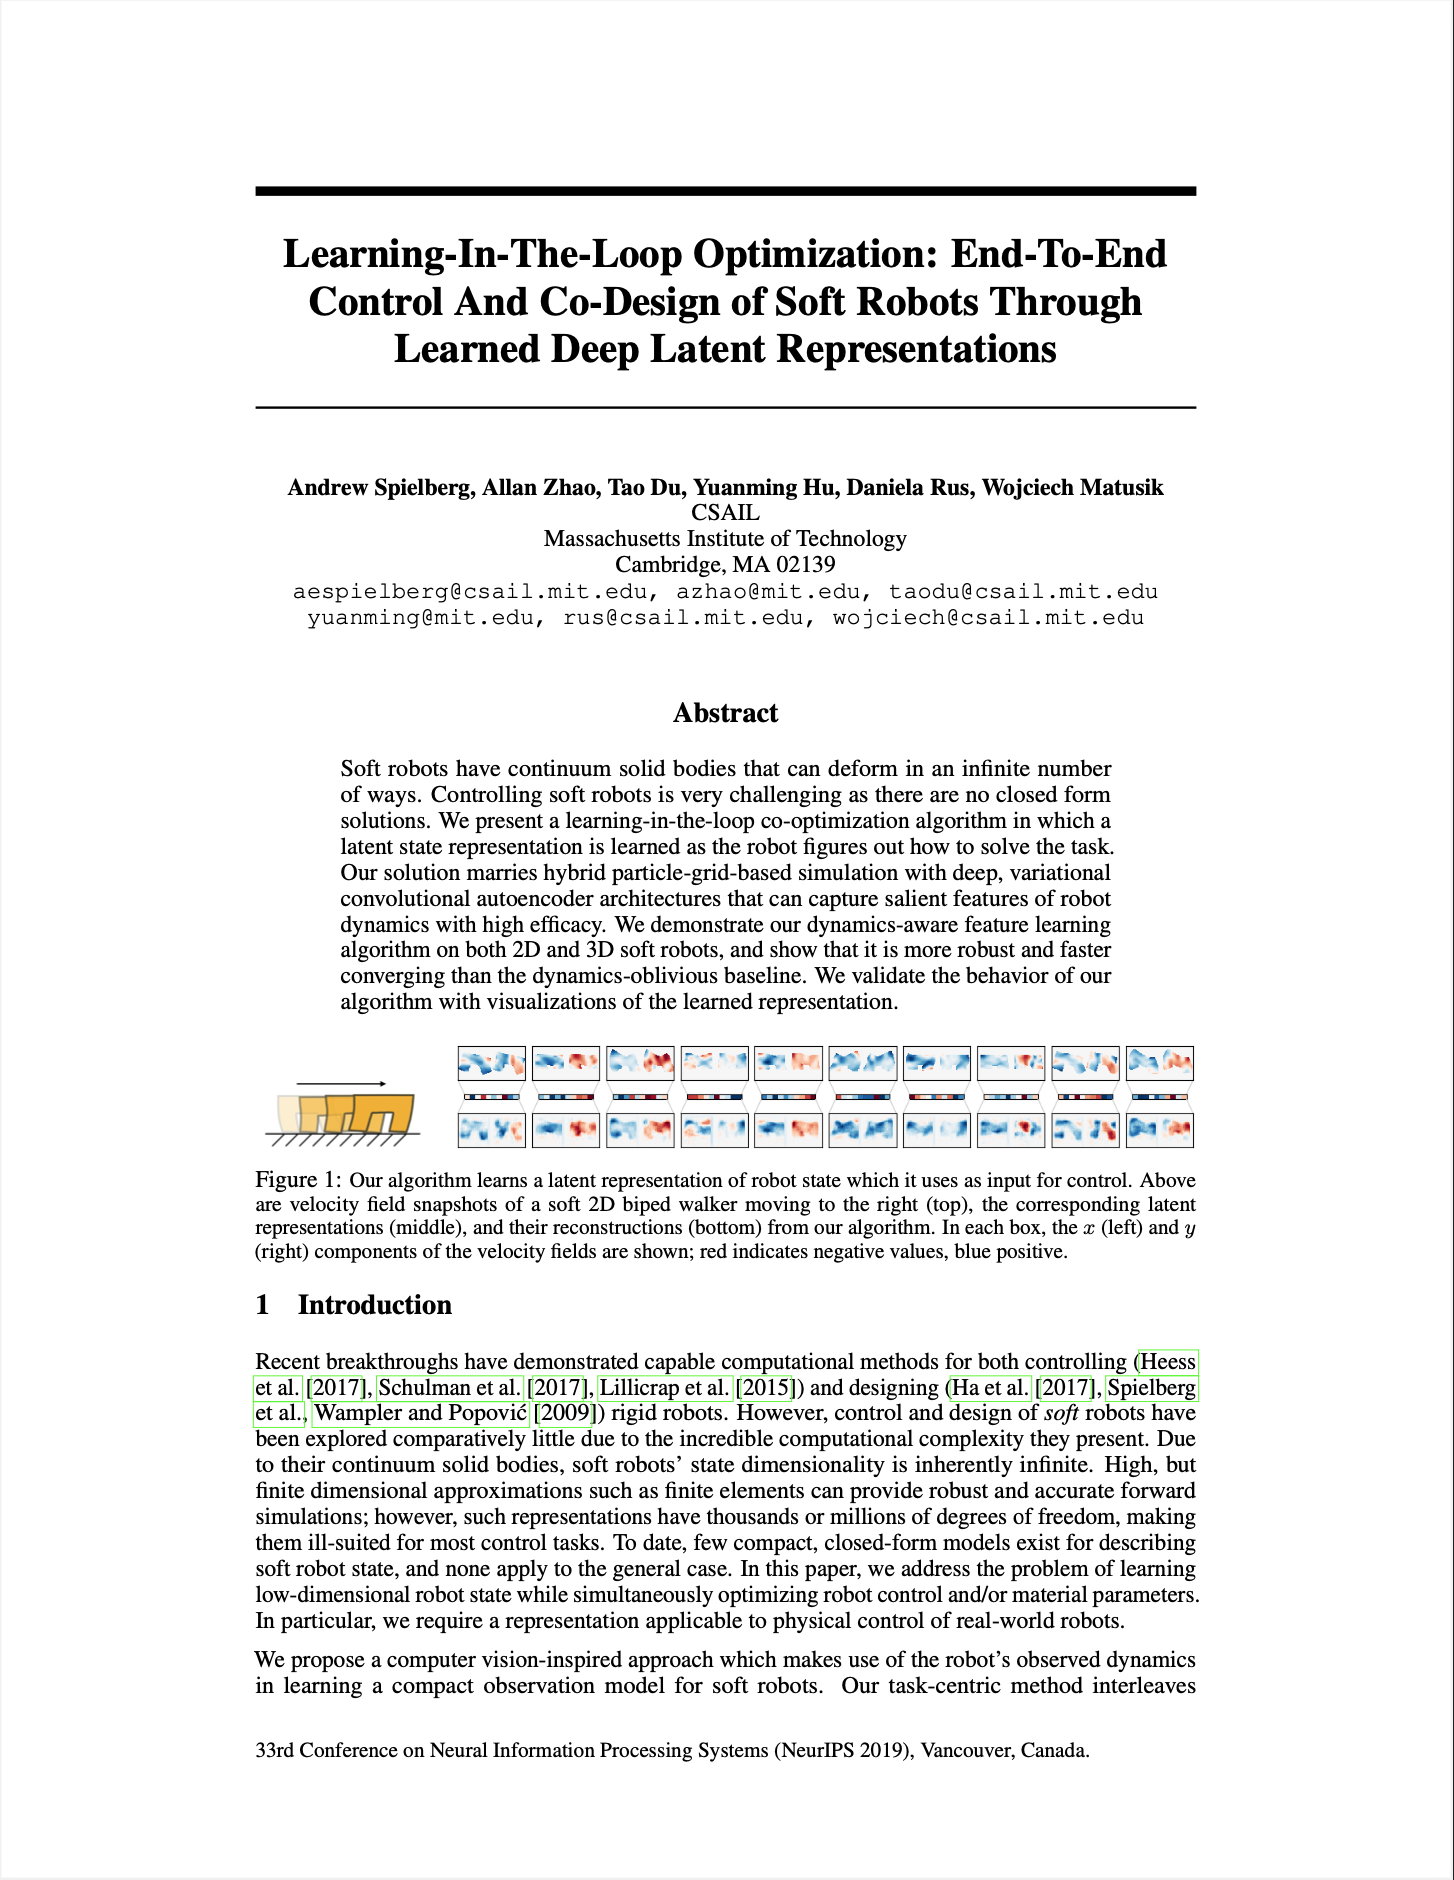 Learning-In-The-Loop Optimization: End-To-End
Control And Co-Design of Soft Robots Through
Learned Deep Latent Representations
Andrew Spielberg, Allan Zhao, Tao Du, Yuanming Hu, Daniela Rus, Wojciech Matusik
CSAIL
Massachusetts Institute of Technology
Cambridge, MA 02139
aespielberg@csail.mit.edu, azhao@mit.edu, taodu@csail.mit.edu
yuanming@mit.edu, rus@csail.mit.edu, wojciech@csail.mit.edu
Abstract
Soft robots have continuum solid bodies that can deform in an infinite number
of ways. Controlling soft robots is very challenging as there are no closed form
solutions. We present a learning-in-the-loop co-optimization algorithm in which a
latent state representation is learned as the robot figures out how to solve the task.
Our solution marries hybrid particle-grid-based simulation with deep, variational
convolutional autoencoder architectures that can capture salient features of robot
dynamics with high efficacy. We demonstrate our dynamics-aware feature learning
algorithm on both 2D and 3D soft robots, and show that it is more robust and faster
converging than the dynamics-oblivious baseline. We validate the behavior of our
algorithm with visualizations of the learned representation.
Figure 1: Our algorithm learns a latent representation of robot state which it uses as input for control. Above
are velocity field snapshots of a soft 2D biped walker moving to the right (top), the corresponding latent
representations (middle), and their reconstructions (bottom) from our algorithm. In each box, the x (left) and y
(right) components of the velocity fields are shown; red indicates negative values, blue positive.
1 Introduction
Recent breakthroughs have demonstrated capable computational methods for both controlling (Heess
et al. [2017], Schulman et al. [2017], Lillicrap et al. [2015]) and designing (Ha et al. [2017], Spielberg
et al., Wampler and Popović [2009]) rigid robots. However, control and design of soft robots have
been explored comparatively little due to the incredible computational complexity they present. Due
to their continuum solid bodies, soft robots' state dimensionality is inherently infinite. High, but
finite dimensional approximations such as finite elements can provide robust and accurate forward
simulations; however, such representations have thousands or millions of degrees of freedom, making
them ill-suited for most control tasks. To date, few compact, closed-form models exist for describing
soft robot state, and none apply to the general case. In this paper, we address the problem of learning
low-dimensional robot state while simultaneously optimizing robot control and/or material parameters.
In particular, we require a representation applicable to physical control of real-world robots.
We propose a computer vision-inspired approach which makes use of the robot's observed dynamics
in learning a compact observation model for soft robots. Our task-centric method interleaves
33rd Conference on Neural Information Processing Systems (NeurIPS 2019), Vancouver, Canada.